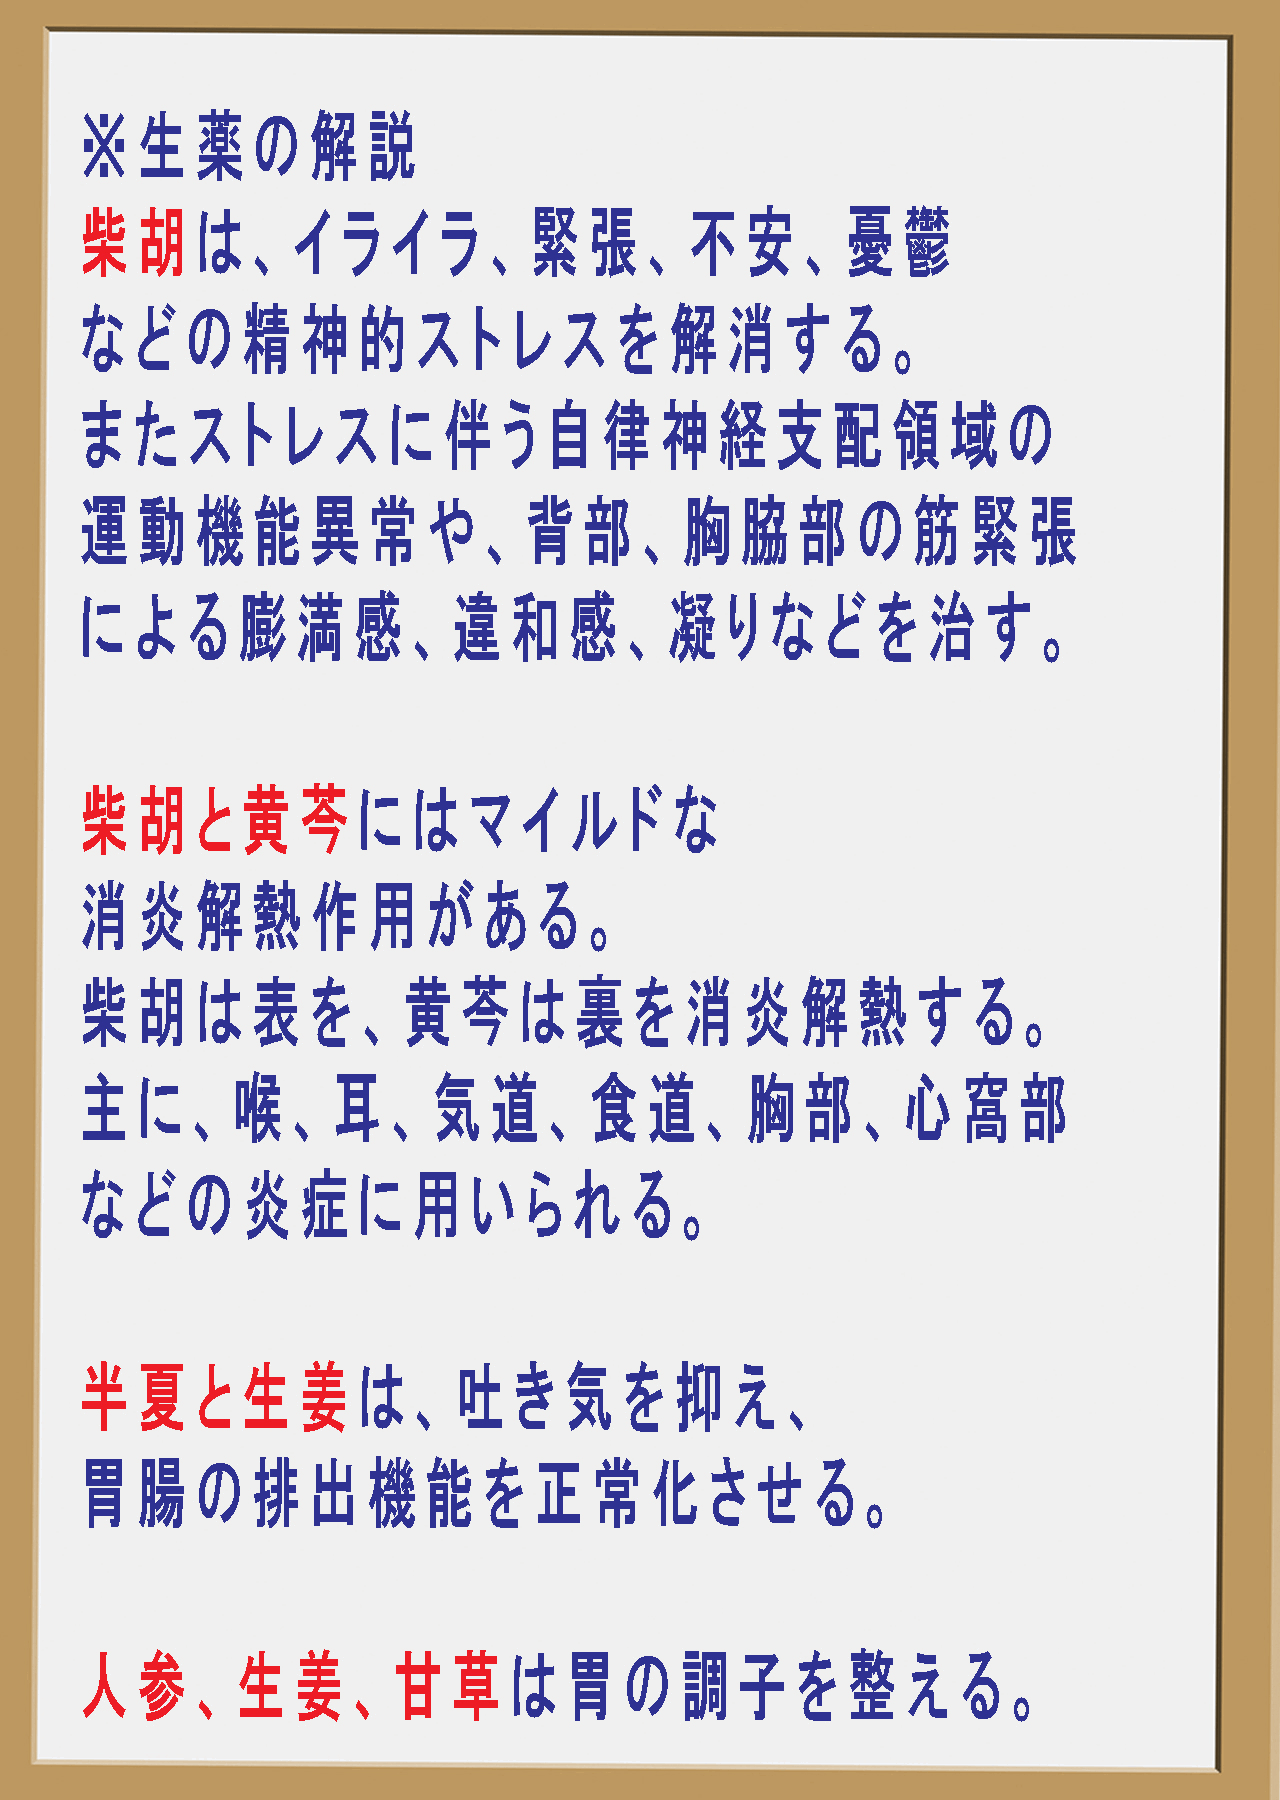 ※生薬の解説
柴胡は、イライラ、緊張、不安、憂鬱
などの精神的ストレスを解消する。
またストレスに伴う自律神経支配領域の
運動機能異常や、背部、胸脇部の筋緊張
による膨満感、違和感、凝りなどを治す。
柴胡と黄芩にはマイルドな
消炎解熱作用がある。
柴胡は表を、黄芩は裏を消炎解熱する。
主に、喉、耳、気道、食道、胸部、心窩部
などの炎症に用いられる。
半夏と生姜は、吐き気を抑え、
胃腸の排出機能を正常化させる。
人参、生姜、甘草は胃の調子を整える。